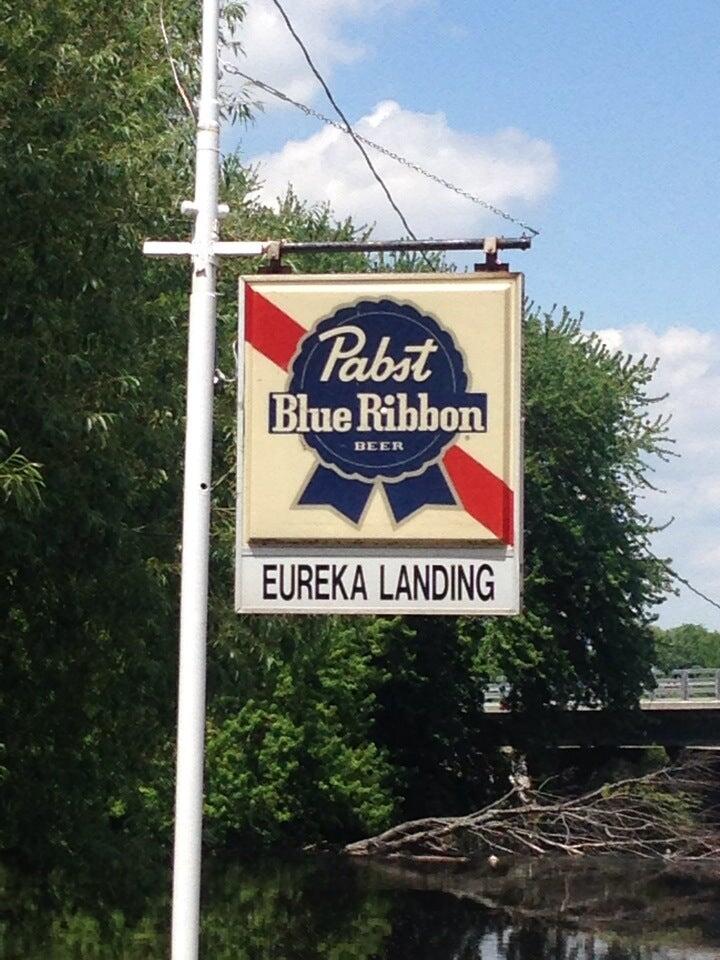 Pabst
Blue Ribbon
BEER
EUREKA LANDING